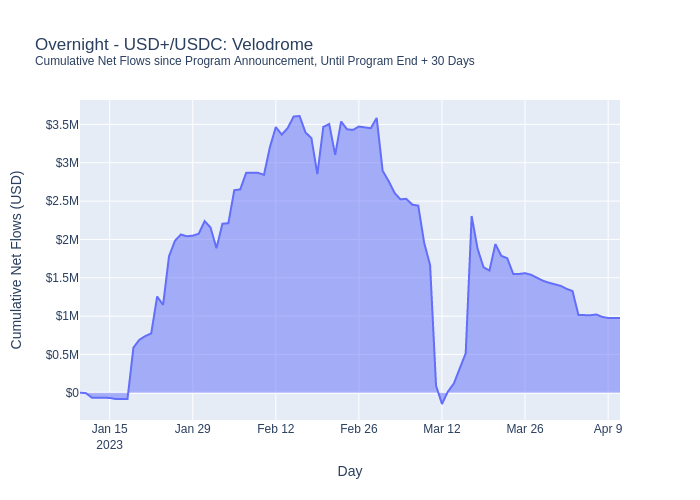 Overnight - USD+/USDC: Velodrome
Cumulative Net Flows since Program Announcement, Until Program End + 30 Days
Cumulative Net Flows (USD)
$3.5M
$3M
$2.5M
$2M
$1.5M
$1M
$0.5M
$0
Jan 15
2023
Jan 29
Feb 12
Feb 26
Mar 12
Mar 26
Apr 9
Day